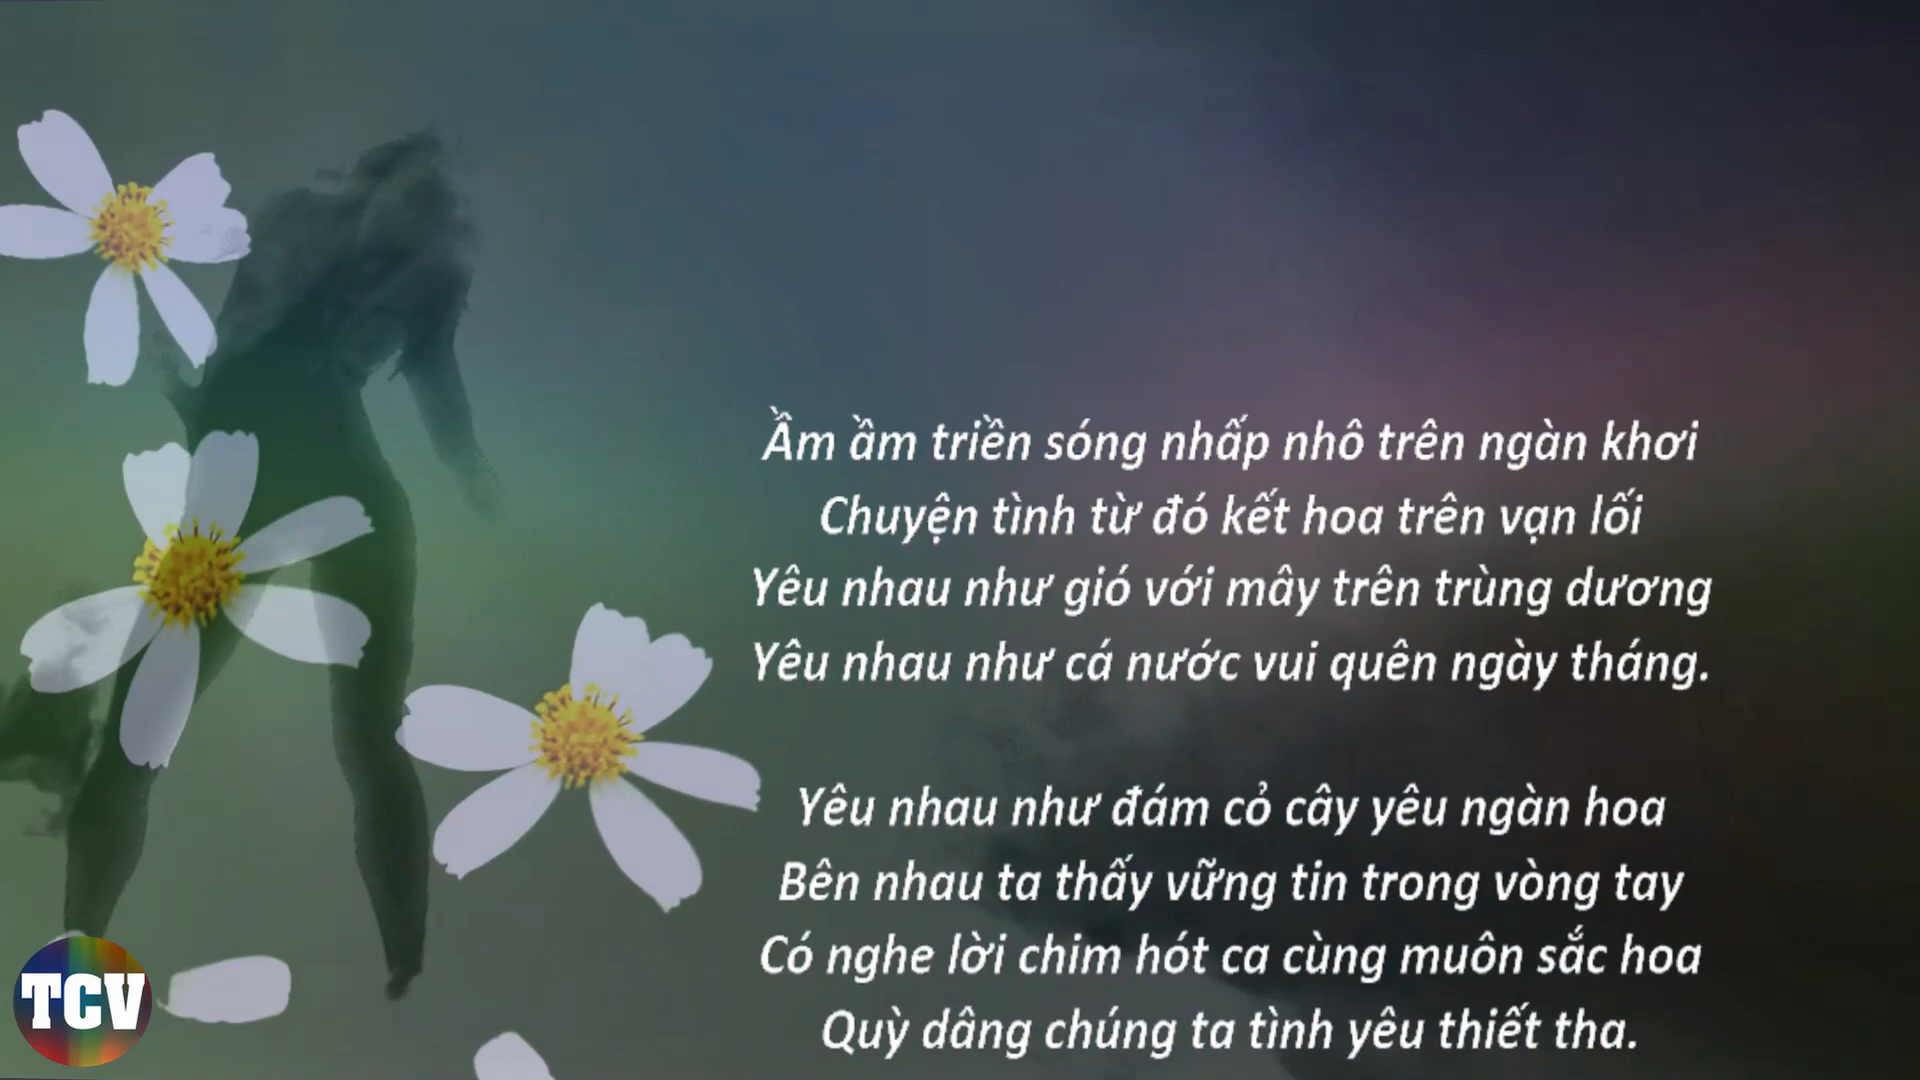 Ầm ầm triền sóng nhấp nhô trên ngàn khơi
Chuyện tình từ đó kết hoa trên vạn lối
Yêu nhau như gió với mây trên trùng dương
Yêu nhau như cá nước vui quên ngày tháng.
Yêu nhau như đám cỏ cây yêu ngàn hoa
Bên nhau ta thấy vững tin trong vòng tay
Có nghe lời chim hót ca cùng muôn sắc hoa
Quỳ dâng chúng ta tình yêu thiết tha.
TCV